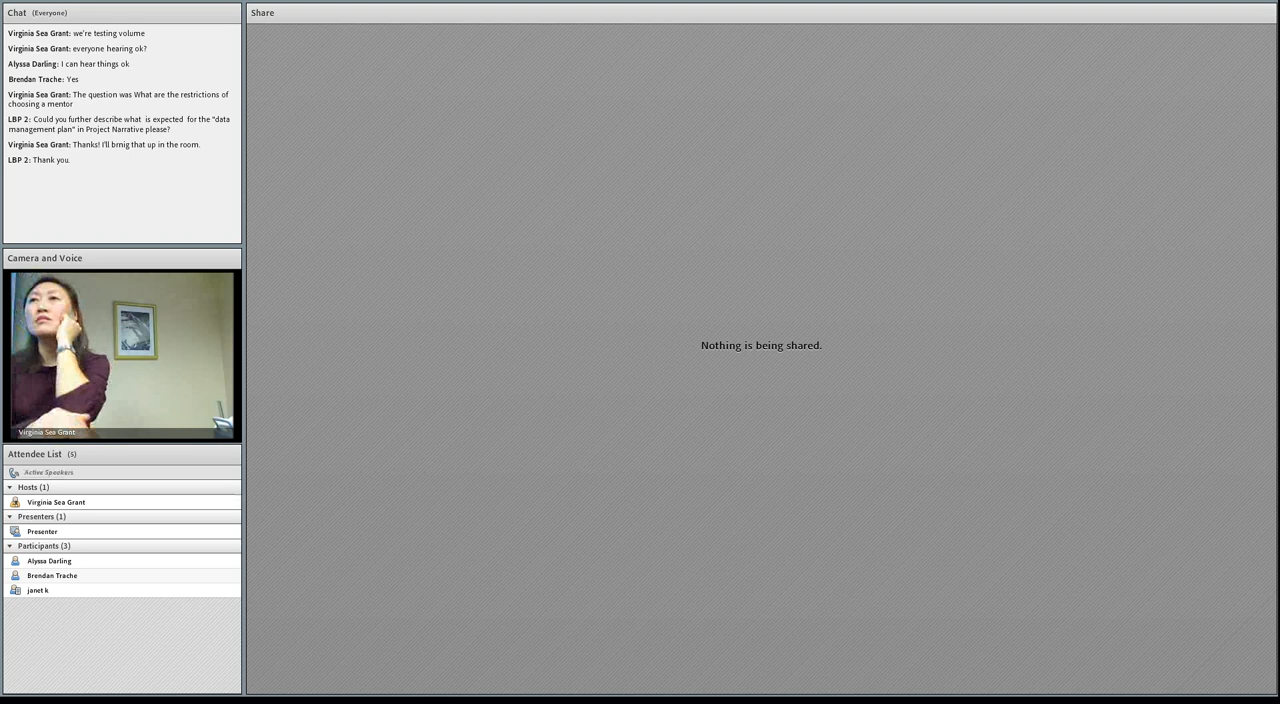 Chat (Everyone)
Virginia Sea Grant: we're testing volume
Virginia Sea Grant: everyone hearing ok?
Alyssa Darling: I can hear things ok
Brendan Trache: Yes
Virginia Sea Grant: The question was What are the restrictions of
choosing a mentor
LBP 2: Could you further describe what is expected for the "data
management plan" in Project Narrative please?
Virginia Sea Grant: Thanks! I'll brnig that up in the room.
LBP 2: Thank you.
Camera and Voice
Virginia Sea Grant
Attendee List (5)
Active Speakers
Hosts (1)
Virginia Sea Grant
Presenters (1)
Presenter
Participants (3)
Alyssa Darling
Brendan Trache
janet k
Share
Nothing is being shared.